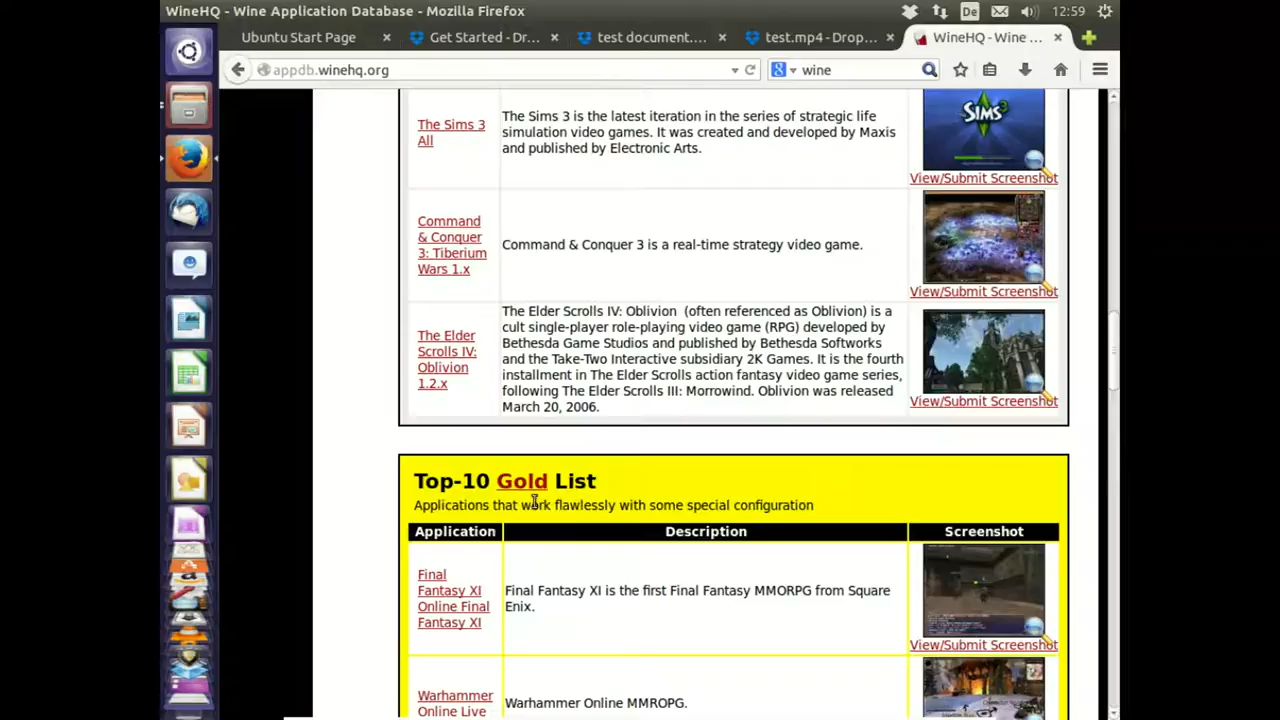 WineHQ - Wine Application Database - Mozilla Firefox
De
12:59
Ubuntu Start Page
Get Started - Dr...
test document....
test.mp4 - Drop...
WineHQ - Wine ...
appdb.winehq.org
8
wine
The Sims 3
All
The Sims 3 is the latest iteration in the series of strategic life
simulation video games. It was created and developed by Maxis
and published by Electronic Arts.
SIMS 3
View/Submit Screenshot
Command
& Conquer
3: Tiberium
Wars 1.x
Command & Conquer 3 is a real-time strategy video game.
View/Submit Screenshot
The Elder
Scrolls IV:
Oblivion
1.2.x
The Elder Scrolls IV: Oblivion (often referenced as Oblivion) is a
cult single-player role-playing video game (RPG) developed by
Bethesda Game Studios and published by Bethesda Softworks
and the Take-Two Interactive subsidiary 2K Games. It is the fourth
installment in The Elder Scrolls action fantasy video game series,
following The Elder Scrolls III: Morrowind. Oblivion was released
March 20, 2006.
View/Submit Screenshot
Top-10 Gold List
Applications that work flawlessly with some special configuration
Application
Description
Screenshot
Final
Fantasy XI
Online Final
Fantasy XI
Final Fantasy XI is the first Final Fantasy MMORPG from Square
Enix.
View/Submit Screenshot
Warhammer
Online Live
Warhammer Online MMROPG.